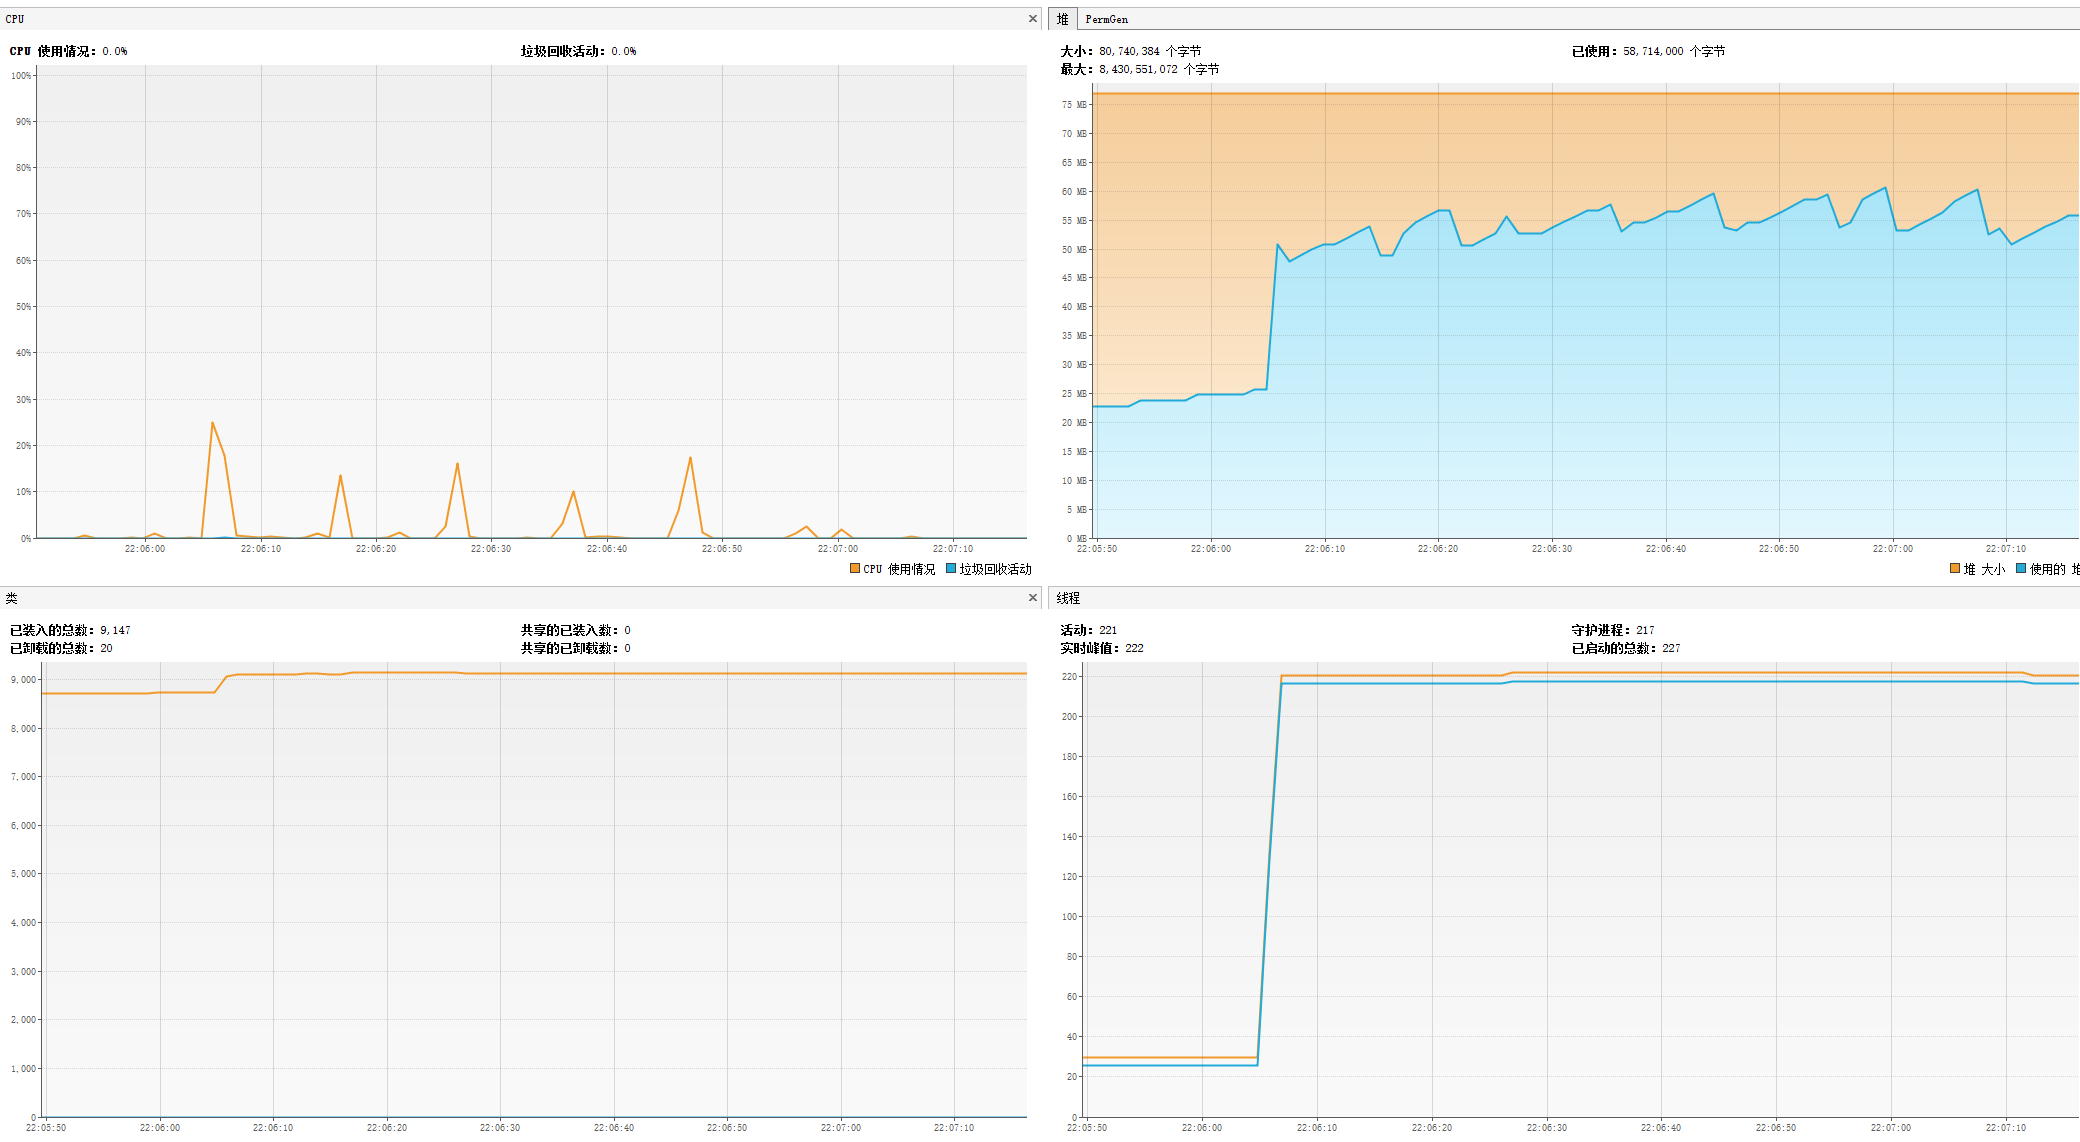 CPU
CPU 使用情况: 0.0% 垃圾回收活动: 0.0%
100%
90%
80%
70%
60%
50%
40%
30%
20%
10%
0%
22:06:00 22:06:10 22:06:20 22:06:30 22:06:40 22:06:50 22:07:00 22:07:10
CPU 使用情况 垃圾回收活动
堆 PermGen
大小: 80,740,384 个字节 已使用: 58,714,000 个字节
最大: 8,430,551,072 个字节
75 MB
70 MB
65 MB
60 MB
55 MB
50 MB
45 MB
40 MB
35 MB
30 MB
25 MB
20 MB
15 MB
10 MB
5 MB
0 MB
22:05:50 22:06:00 22:06:10 22:06:20 22:06:30 22:06:40 22:06:50 22:07:00 22:07:10
堆 大小 使用的 堆
类
已装入的总数: 9,147 共享的已装入数: 0
已卸载的总数: 20 共享的已卸载数: 0
9,000
8,000
7,000
6,000
5,000
4,000
3,000
2,000
1,000
0
22:05:50 22:06:00 22:06:10 22:06:20 22:06:30 22:06:40 22:06:50 22:07:00 22:07:10
线程
活动: 221 守护进程: 217
实时峰值: 222 已启动的总数: 227
220
200
180
160
140
120
100
80
60
40
20
0
22:05:50 22:06:00 22:06:10 22:06:20 22:06:30 22:06:40 22:06:50 22:07:00 22:07:10